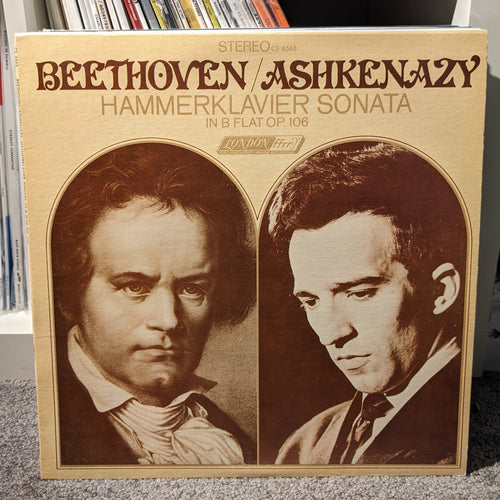 STEREO CS 6563
BEETHOVEN/ASHKENAZY
HAMMERKLAVIER SONATA
IN B FLAT OP. 106
LONDON ffrr